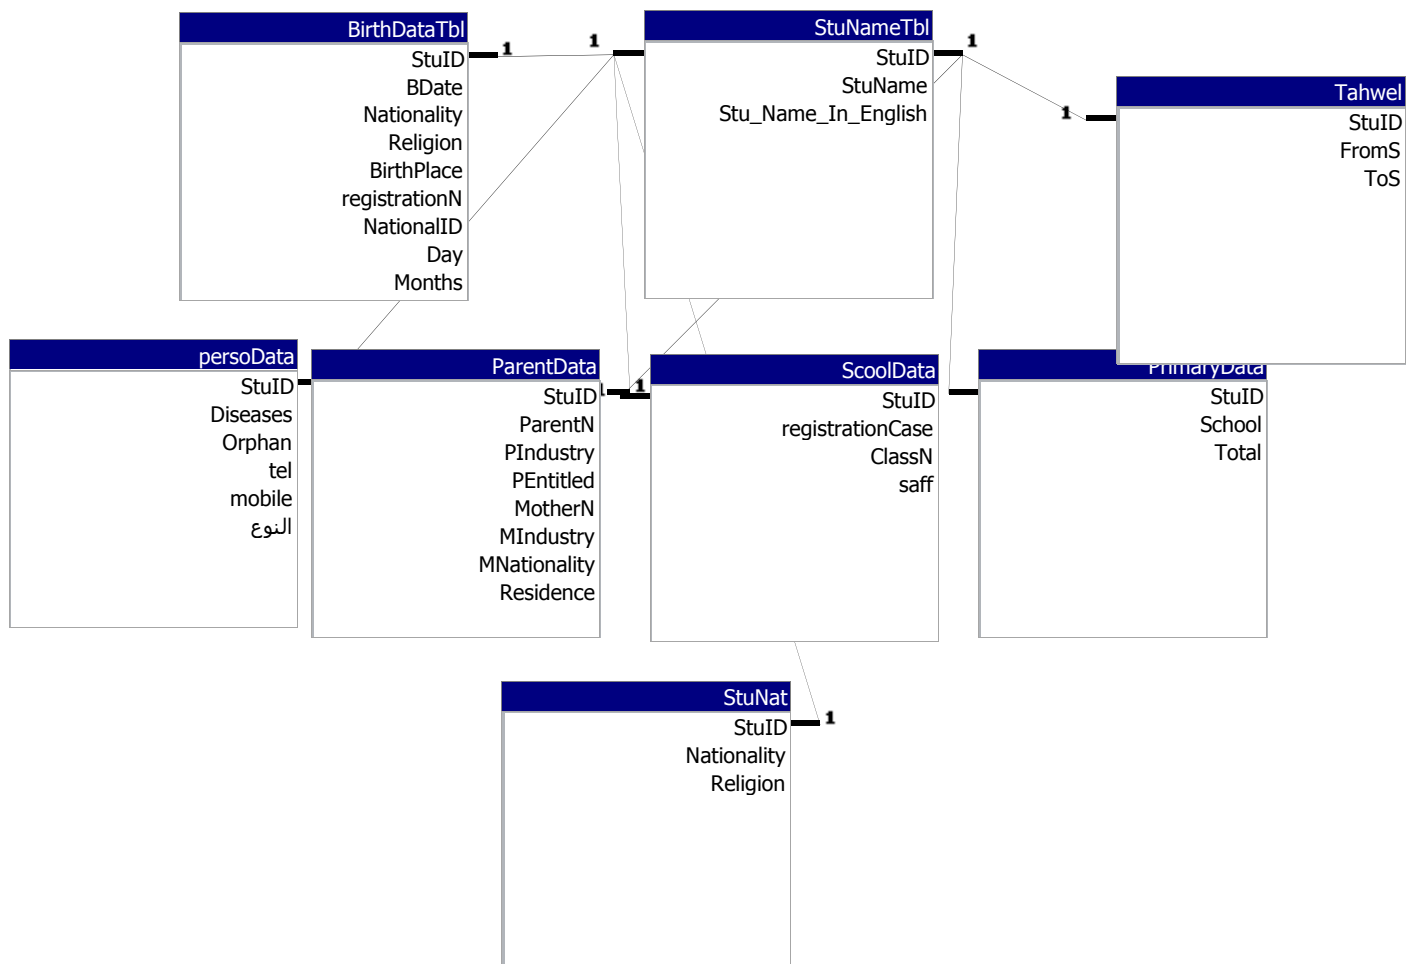 BirthDataTbl
StuID
BDate
Nationality
Religion
BirthPlace
registrationN
NationalID
Day
Months
1
1
StuNameTbl
StuID
StuName
Stu_Name_In_English
1
1
Tahwel
StuID
FromS
ToS
persoData
StuID
Diseases
Orphan
tel
mobile
النوع
ParentData
StuID
ParentN
PIndustry
PEntitled
MotherN
MIndustry
MNationality
Residence
1
1
ScoolData
StuID
registrationCase
ClassN
saff
PrimaryData
StuID
School
Total
StuNat
StuID
Nationality
Religion
1